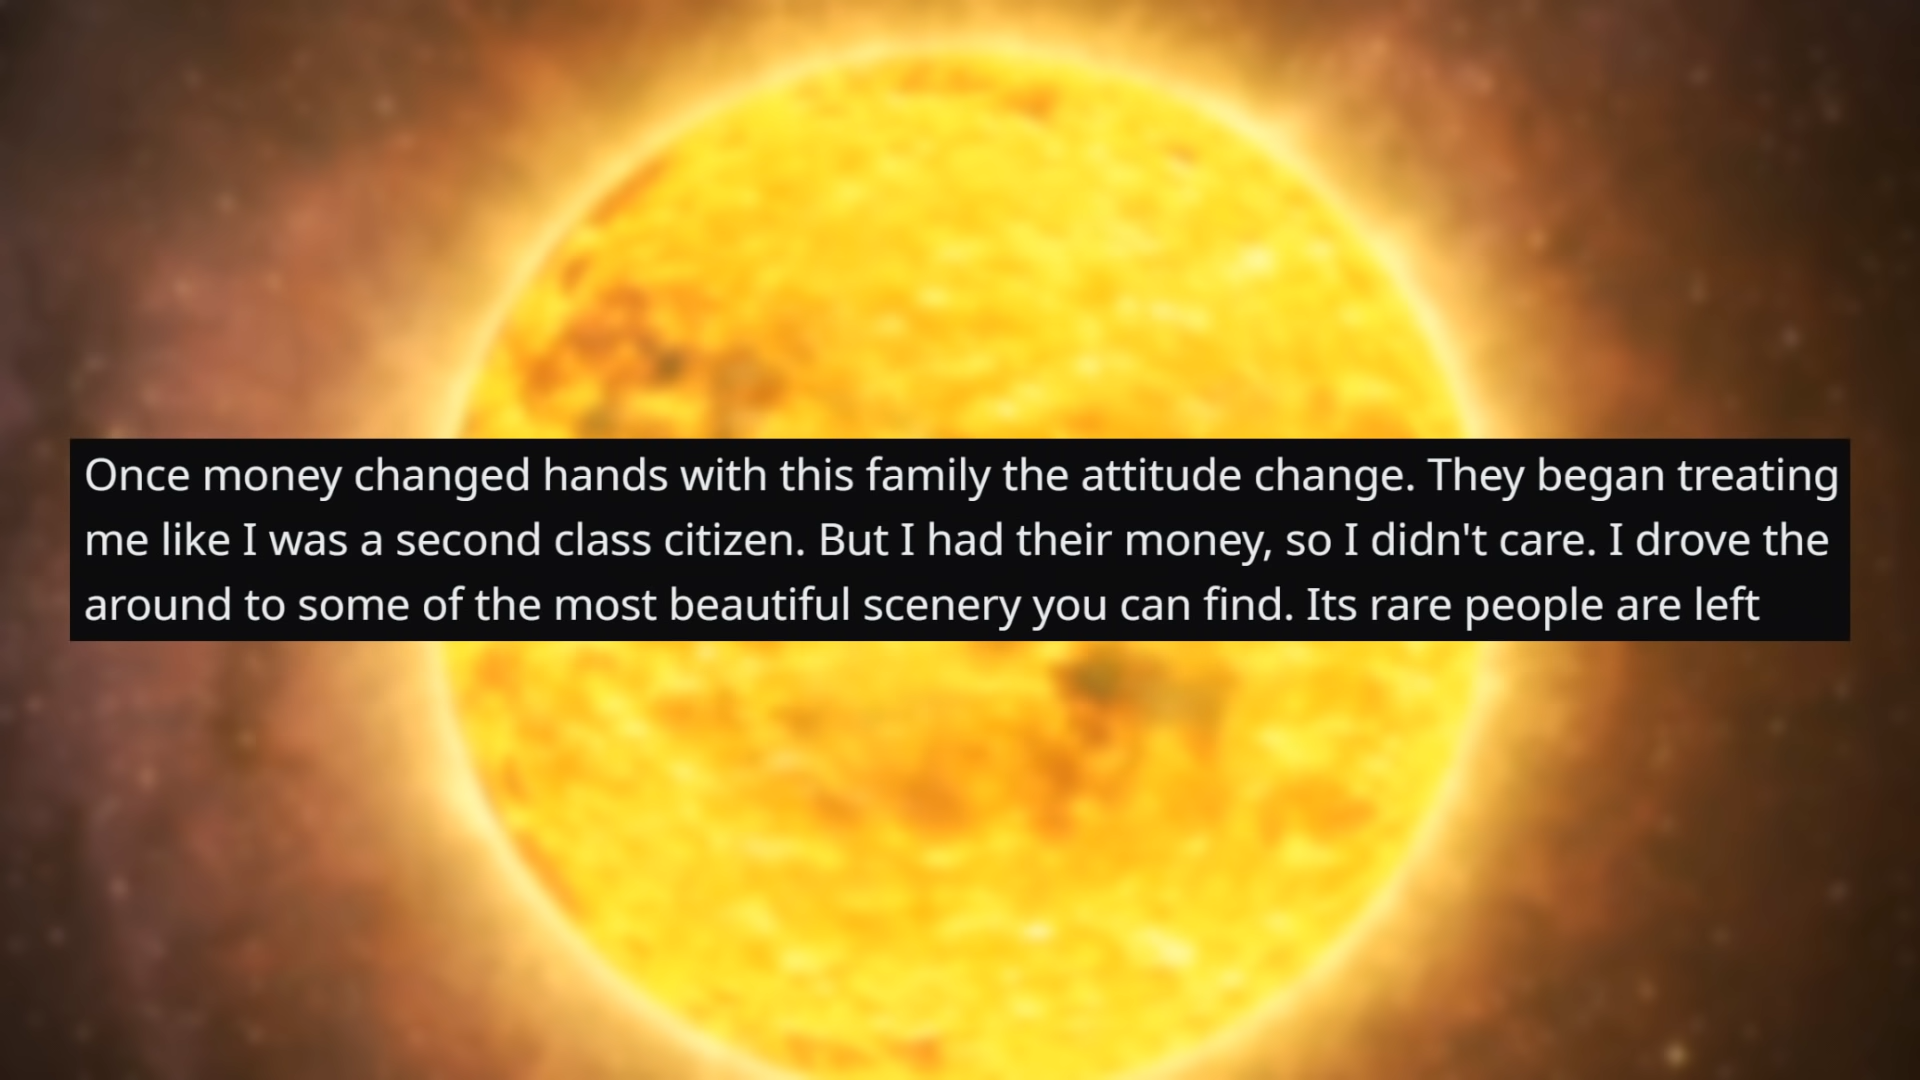 Once money changed hands with this family the attitude change. They began treating
me like I was a second class citizen. But I had their money, so I didn't care. I drove the
around to some of the most beautiful scenery you can find. Its rare people are left